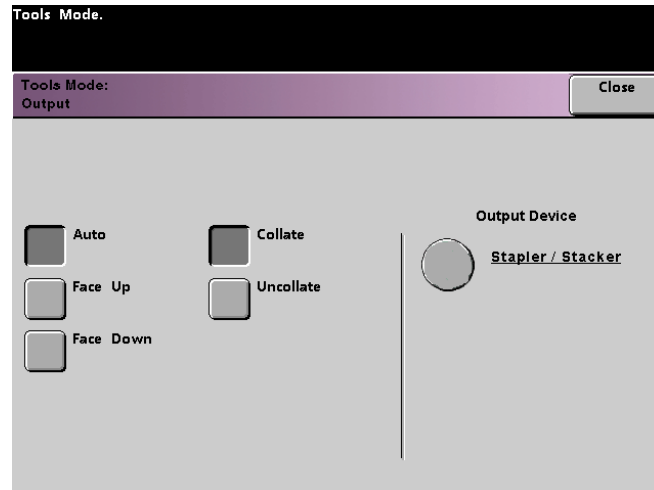 Tools Mode.
Tools Mode:
Output
Close
Auto
Face Up
Face Down
Collate
Uncollate
Output Device
Stapler / Stacker